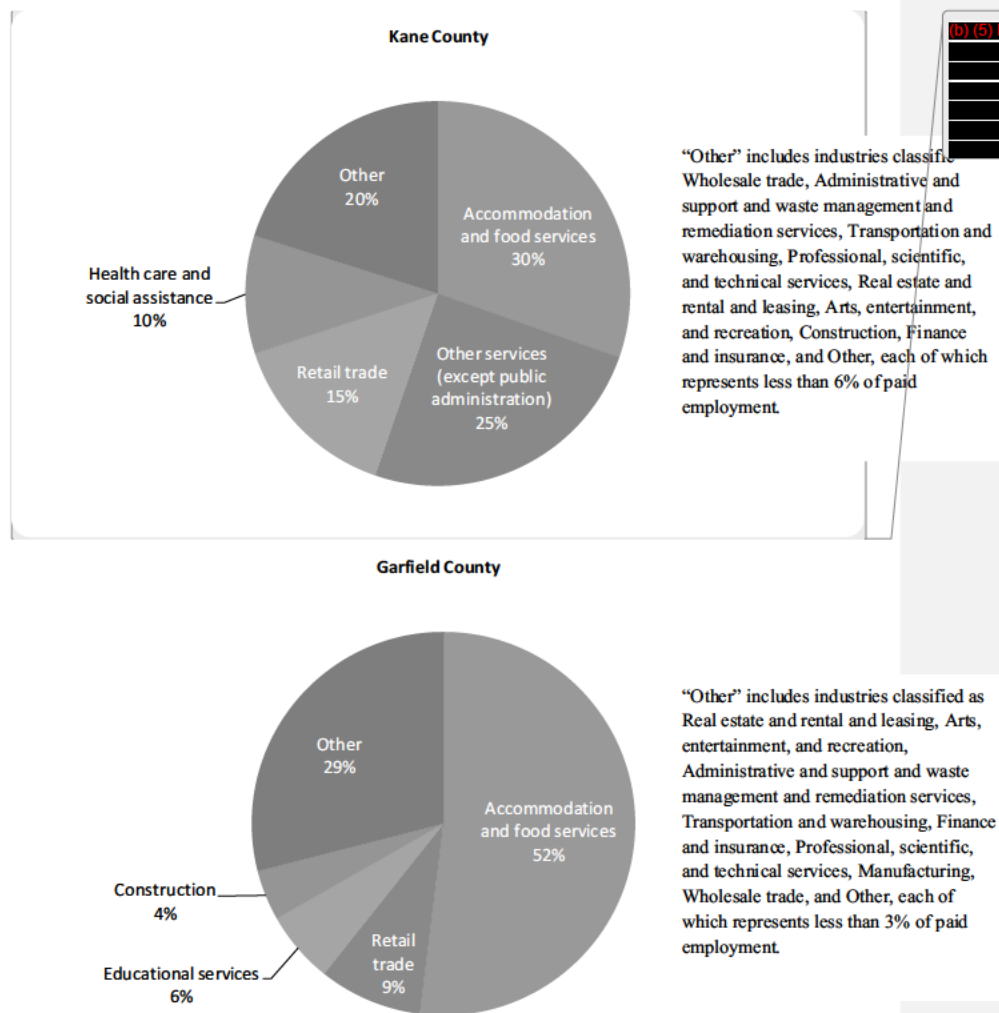 Kane County
(b) (5)
Other
20%
Accommodation
and food services
30%
Health care and
social assistance
10%
Retail trade
15%
Other services
(except public
administration)
25%
“Other” includes industries classifie
Wholesale trade, Administrative and
support and waste management and
remediation services, Transportation and
warehousing, Professional, scientific,
and technical services, Real estate and
rental and leasing, Arts, entertainment,
and recreation, Construction, Finance
and insurance, and Other, each of which
represents less than 6% of paid
employment.
Garfield County
Other
29%
Accommodation
and food services
52%
Construction
4%
Educational services
6%
Retail
trade
9%
“Other” includes industries classified as
Real estate and rental and leasing, Arts,
entertainment, and recreation,
Administrative and support and waste
management and remediation services,
Transportation and warehousing, Finance
and insurance, Professional, scientific,
and technical services, Manufacturing,
Wholesale trade, and Other, each of
which represents less than 3% of paid
employment.